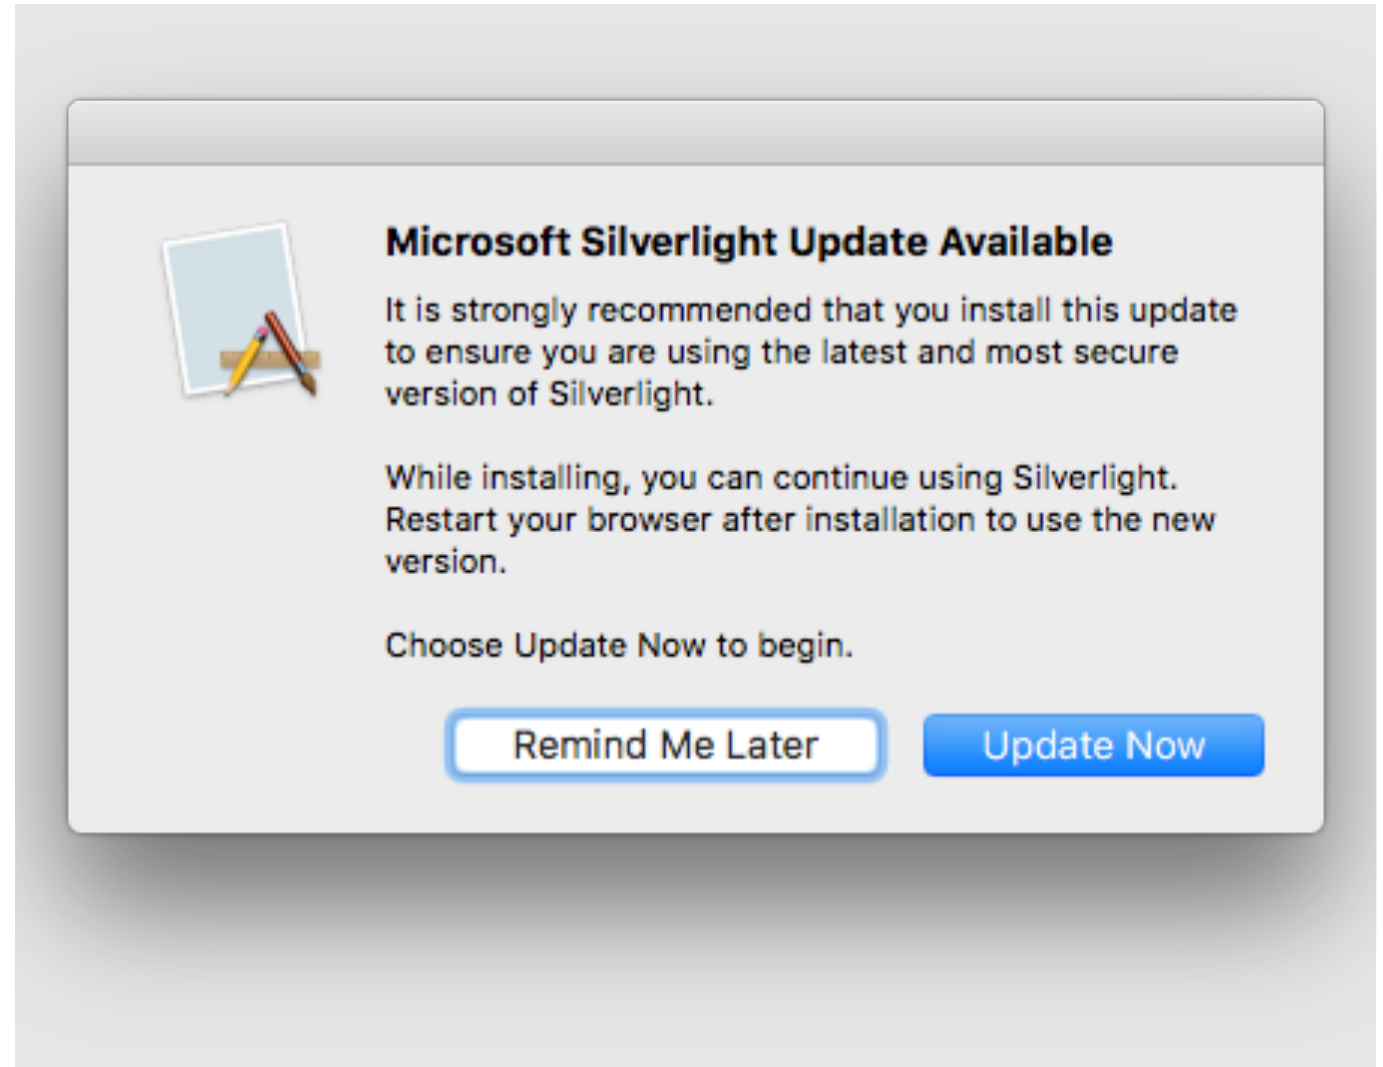 Microsoft Silverlight Update Available
It is strongly recommended that you install this update
to ensure you are using the latest and most secure
version of Silverlight.
While installing, you can continue using Silverlight.
Restart your browser after installation to use the new
version.
Choose Update Now to begin.
Remind Me Later
Update Now